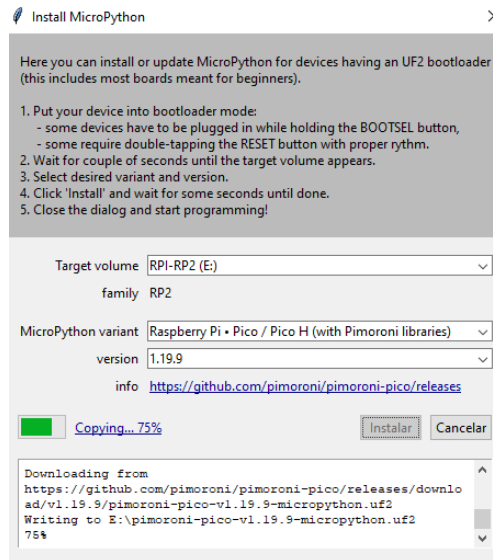 Install MicroPython
Here you can install or update MicroPython for devices having an UF2 bootloader
(this includes most boards meant for beginners).
1. Put your device into bootloader mode:
- some devices have to be plugged in while holding the BOOTSEL button,
- some require double-tapping the RESET button with proper rythm.
2. Wait for couple of seconds until the target volume appears.
3. Select desired variant and version.
4. Click 'Install' and wait for some seconds until done.
5. Close the dialog and start programming!
Target volume RPI-RP2 (E:)
family RP2
MicroPython variant Raspberry Pi • Pico / Pico H (with Pimoroni libraries)
version 1.19.9
info https://github.com/pimoroni/pimoroni-pico/releases
Copying... 75% Instalar Cancelar
Downloading from
https://github.com/pimoroni/pimoroni-pico/releases/downlo
ad/v1.19.9/pimoroni-pico-v1.19.9-micropython.uf2
Writing to E:\pimoroni-pico-v1.19.9-micropython.uf2
75%